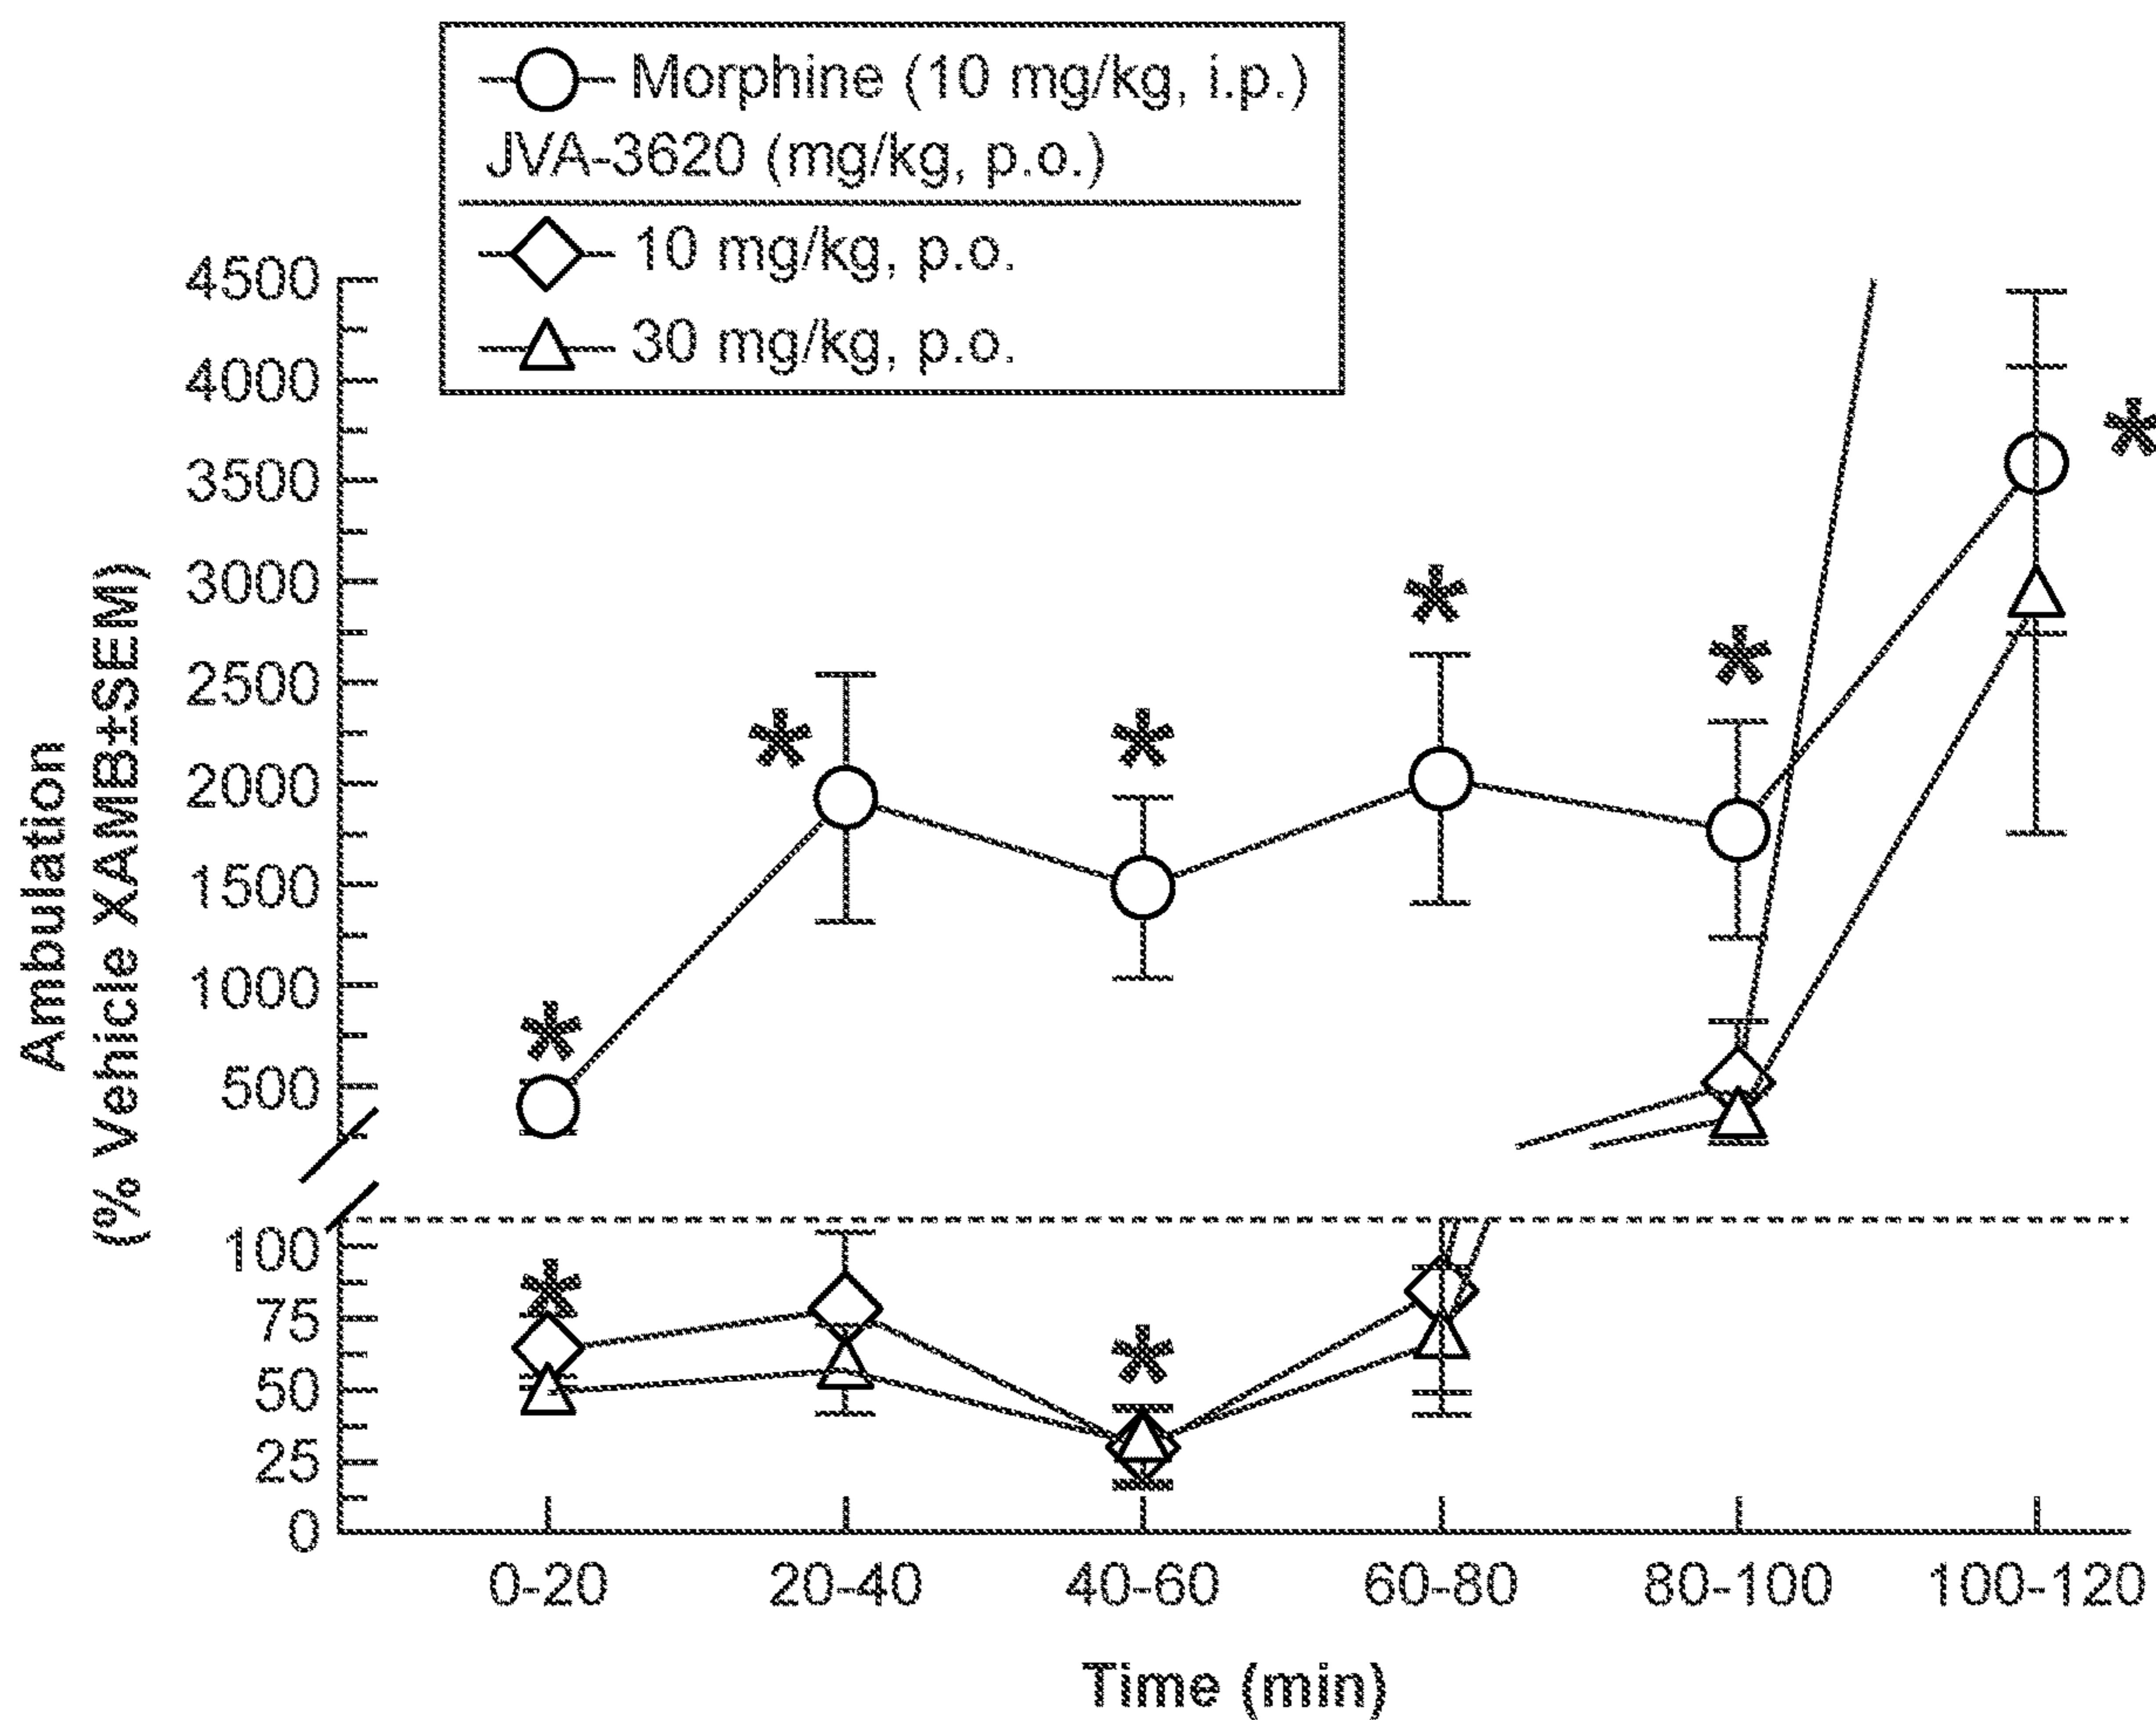 Morphine (10 mg/kg, i.p.)
JVA-3620 (mg/kg, p.o.)
10 mg/kg, p.o.
30 mg/kg, p.o.
Ambulation
(% Vehicle XAMB±SEM)
4500
4000
3500
3000
2500
2000
1500
1000
500
100
75
50
25
0
*
*
*
*
*
*
*
*
0-20 20-40 40-60 60-80 80-100 100-120
Time (min)